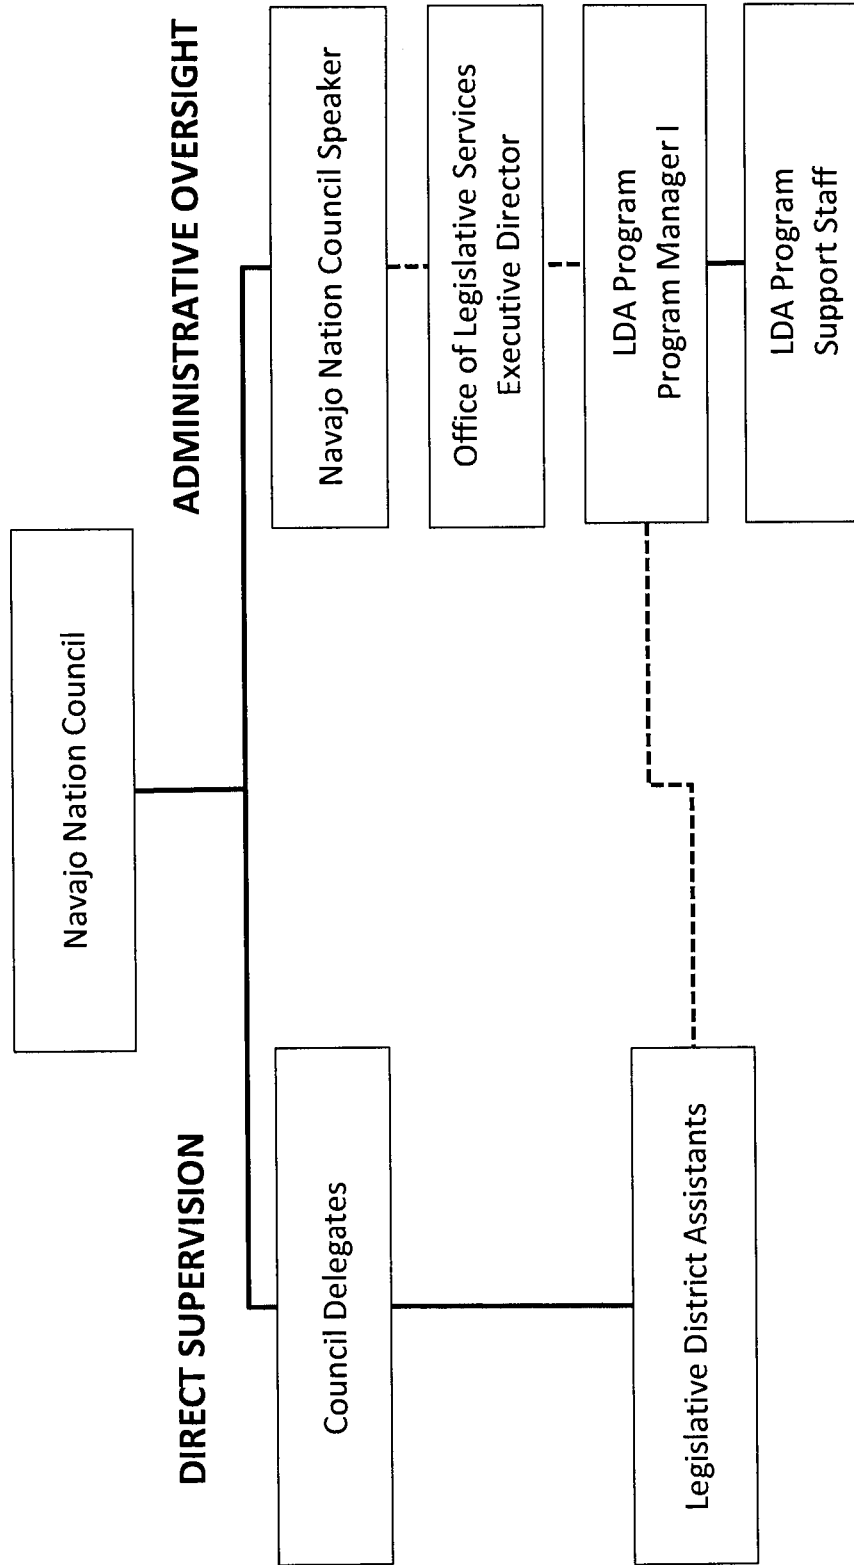 Navajo Nation Council
DIRECT SUPERVISION
ADMINISTRATIVE OVERSIGHT
Council Delegates
Navajo Nation Council Speaker
Office of Legislative Services
Executive Director
LDA Program
Program Manager I
Legislative District Assistants
LDA Program
Support Staff